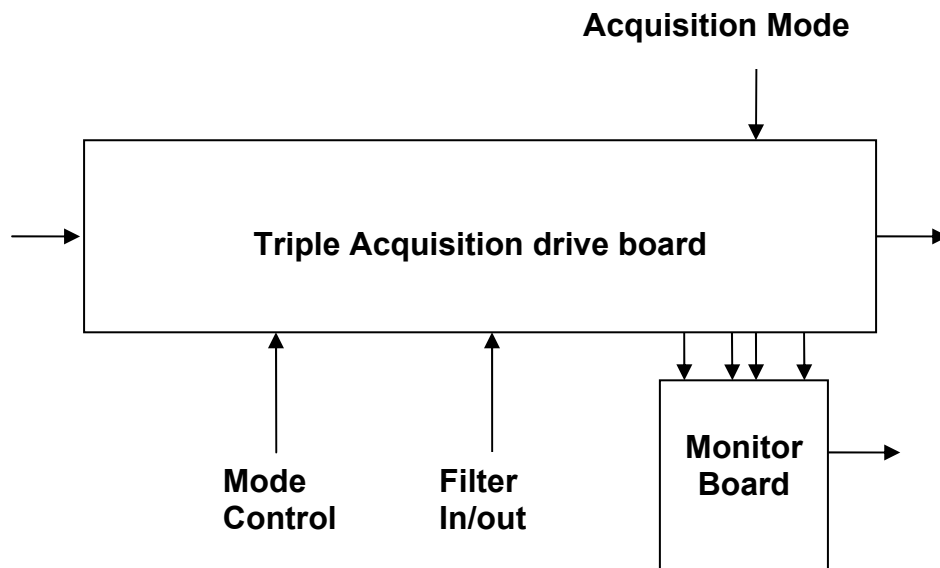 Acquisition Mode
Triple Acquisition drive board
Monitor
Board
Mode
Control
Filter
In/out